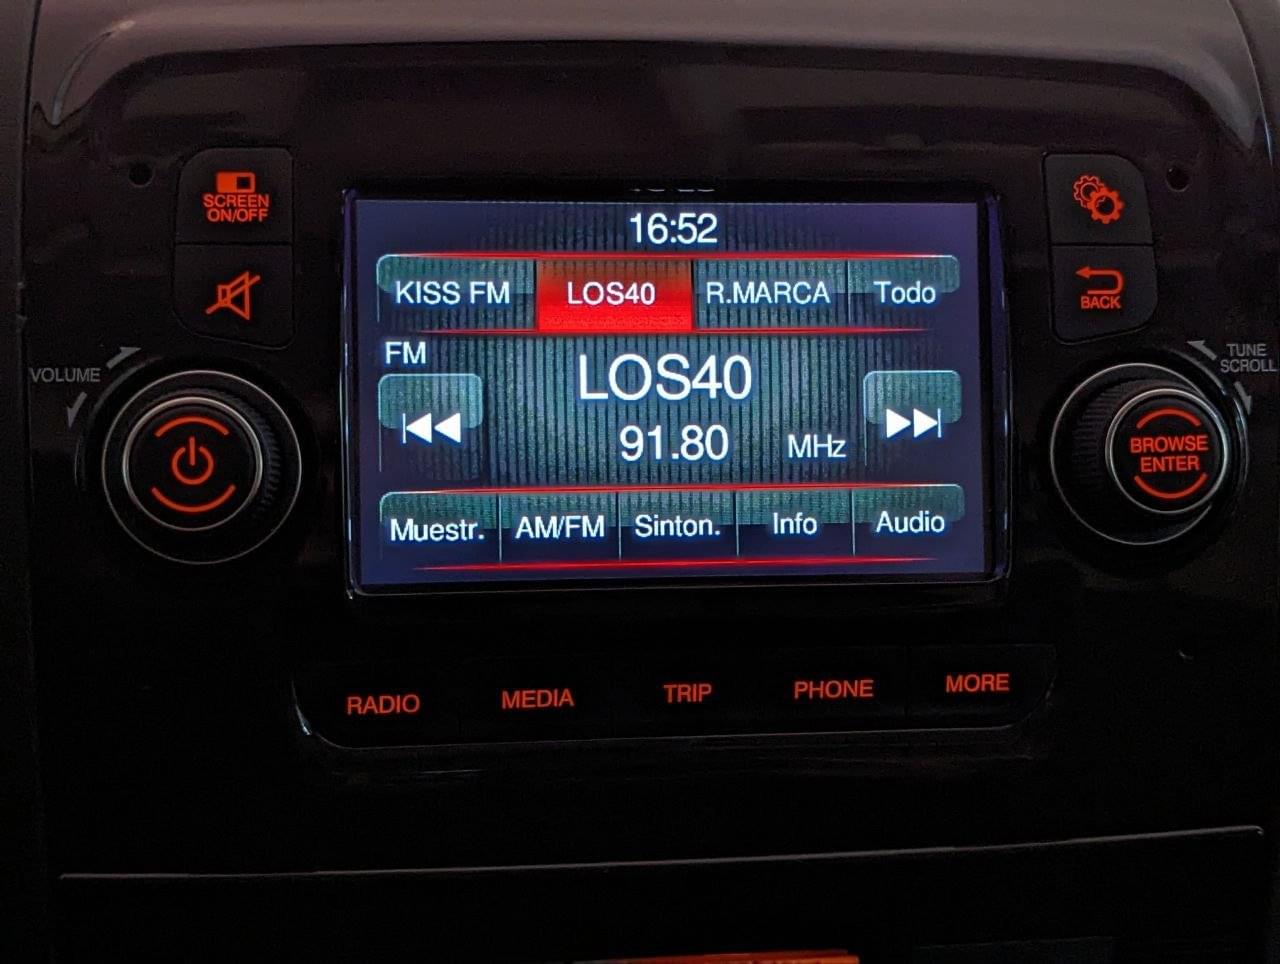 SCREEN
ON/OFF
16:52
KISS FM LOS40 R.MARCA Todo
BACK
VOLUME
FM
LOS40
TUNE
SCROLL
91.80 MHz
BROWSE
ENTER
Muestr. AM/FM Sinton. Info Audio
RADIO MEDIA TRIP PHONE MORE